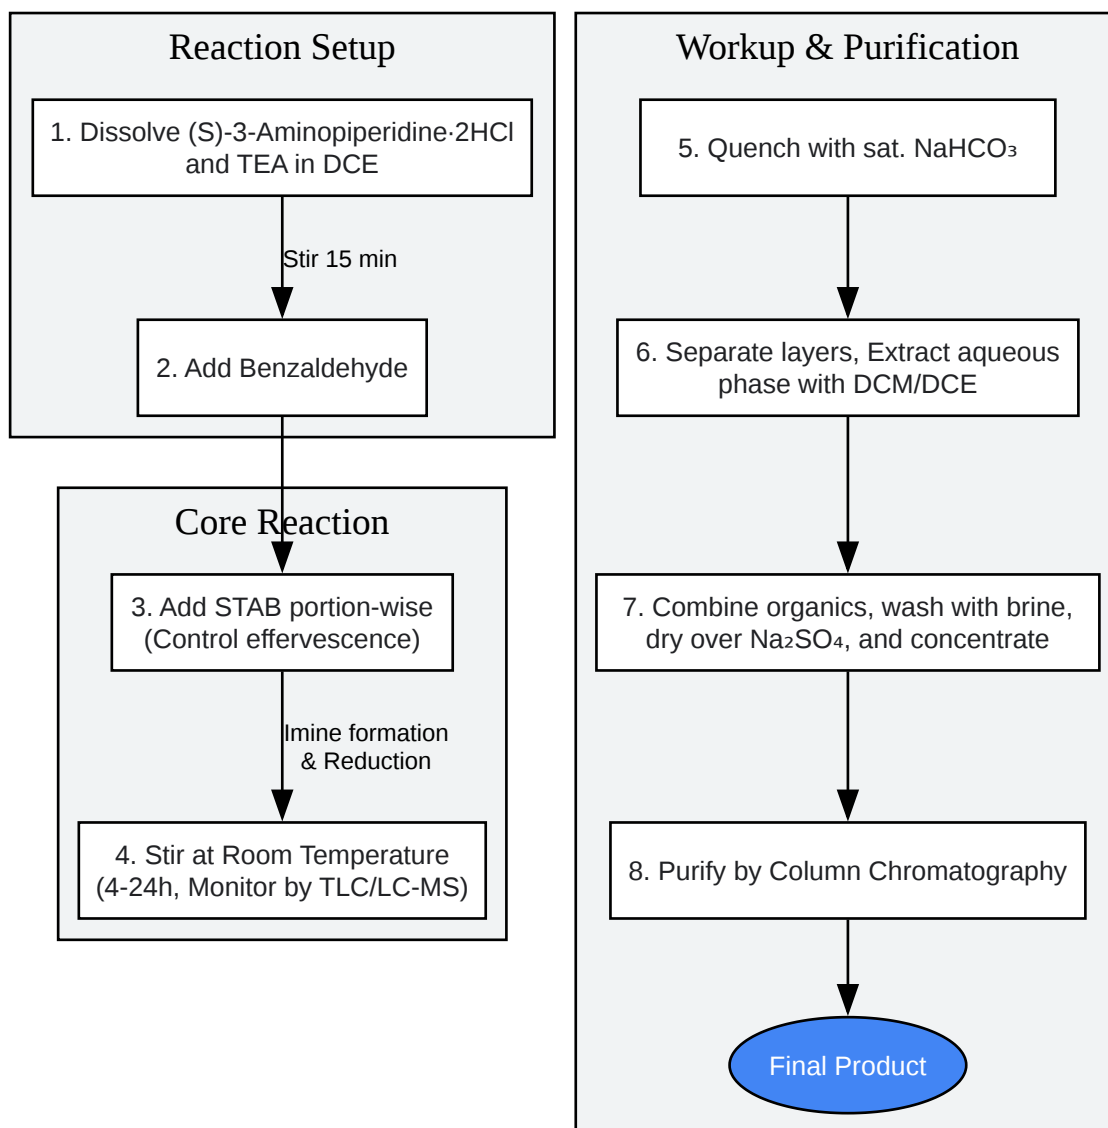 Reaction Setup
1. Dissolve (S)-3-Aminopiperidine·2HCl
and TEA in DCE
Stir 15 min
2. Add Benzaldehyde
Core Reaction
3. Add STAB portion-wise
(Control effervescence)
Imine formation
& Reduction
4. Stir at Room Temperature
(4-24h, Monitor by TLC/LC-MS)
Workup & Purification
5. Quench with sat. NaHCO₃
6. Separate layers, Extract aqueous
phase with DCM/DCE
7. Combine organics, wash with brine,
dry over Na₂SO₄, and concentrate
8. Purify by Column Chromatography
Final Product